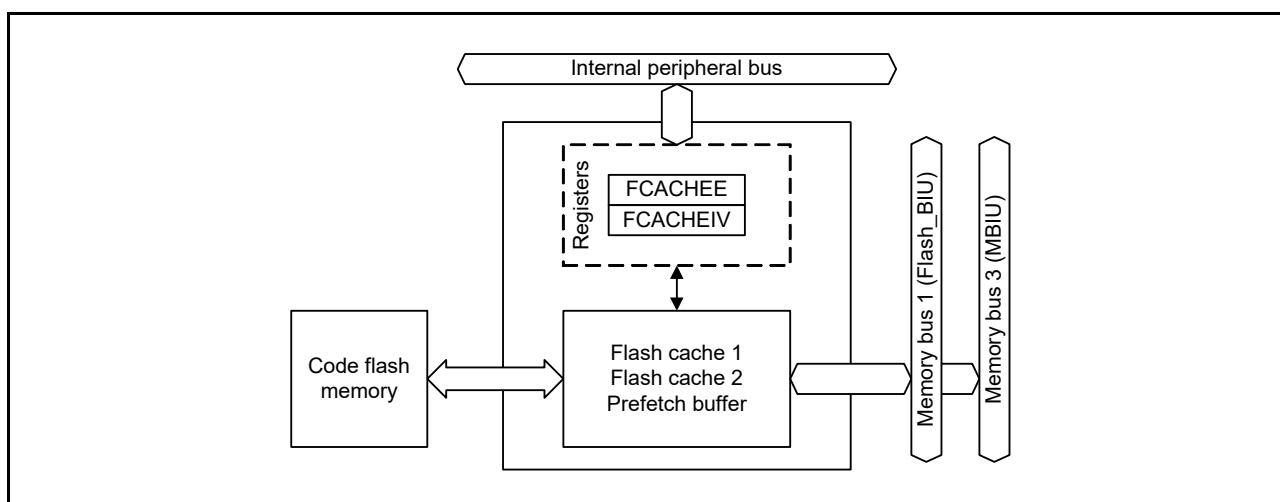 Internal peripheral bus
Registers
FCACHEE
FCACHEIV
Code flash
memory
Flash cache 1
Flash cache 2
Prefetch buffer
Memory bus 1 (Flash_BIU)
Memory bus 3 (MBIU)